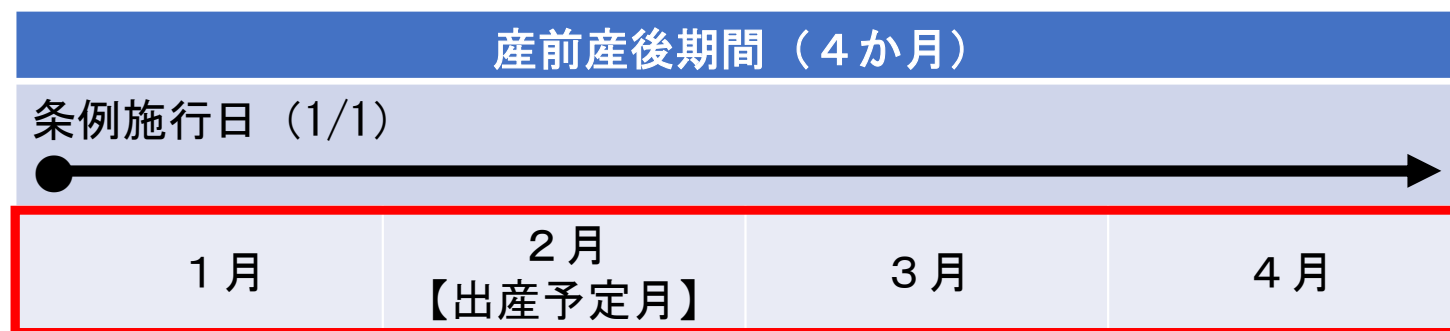 産前産後期間（４か月）
条例施行日（1/1）
１月
２月
【出産予定月】
３月
４月